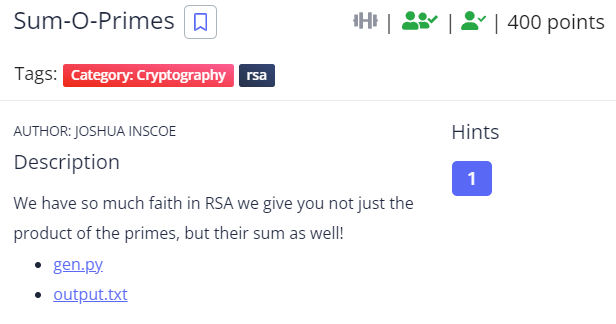 Sum-O-Primes | | | 400 points
Tags: Category: Cryptography rsa
AUTHOR: JOSHUA INSCOE
Hints
Description
1
We have so much faith in RSA we give you not just the
product of the primes, but their sum as well!
• gen.py
• output.txt